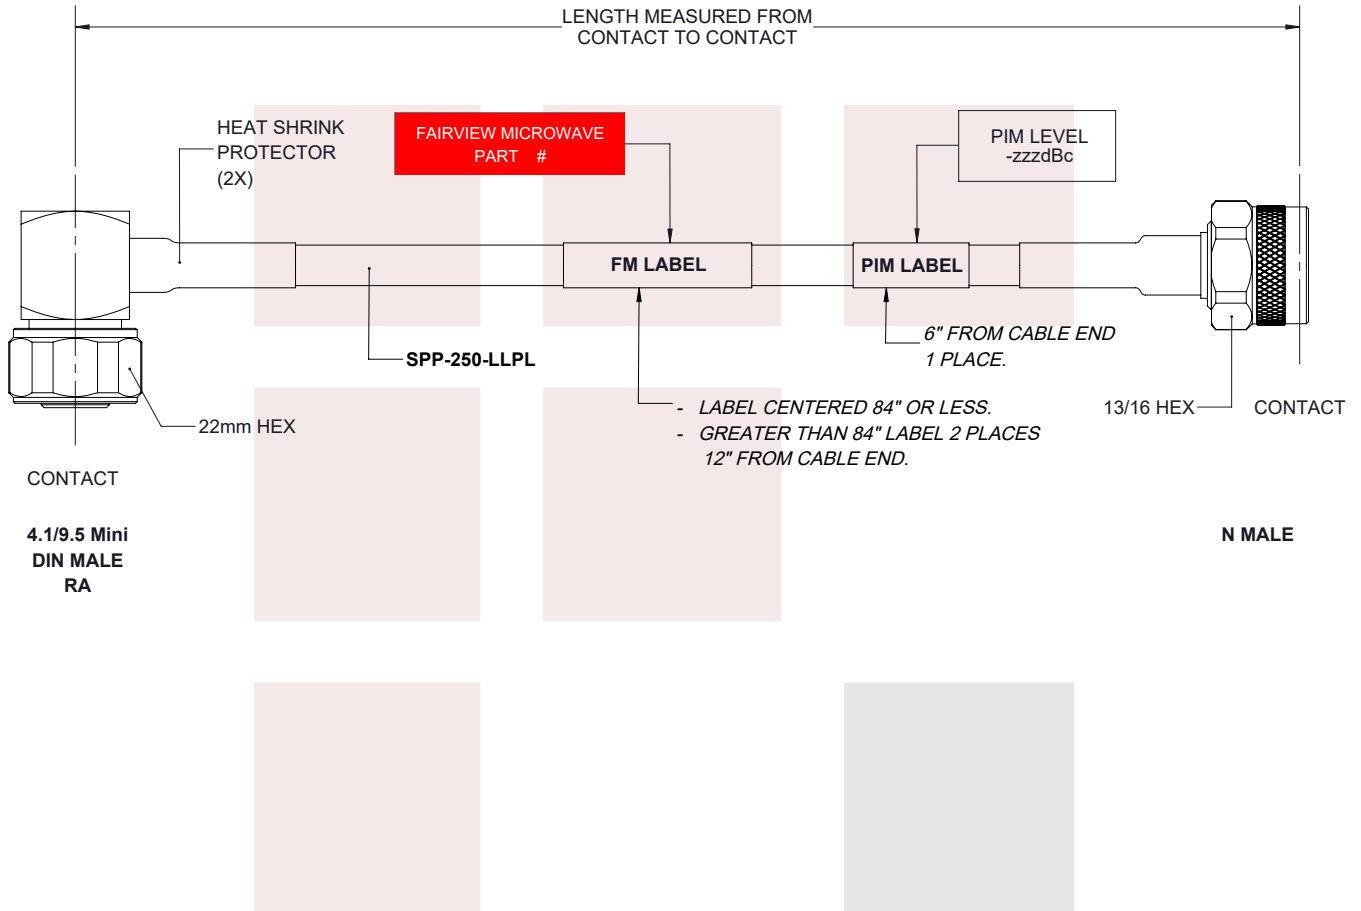 LENGTH MEASURED FROM
CONTACT TO CONTACT
HEAT SHRINK
PROTECTOR
(2X)
FAIRVIEW MICROWAVE
PART #
PIM LEVEL
-zzzdBc
FM LABEL
PIM LABEL
SPP-250-LLPL
6" FROM CABLE END
1 PLACE.
22mm HEX
- LABEL CENTERED 84" OR LESS.
- GREATER THAN 84" LABEL 2 PLACES
12" FROM CABLE END.
13/16 HEX
CONTACT
CONTACT
4.1/9.5 Mini
DIN MALE
RA
N MALE